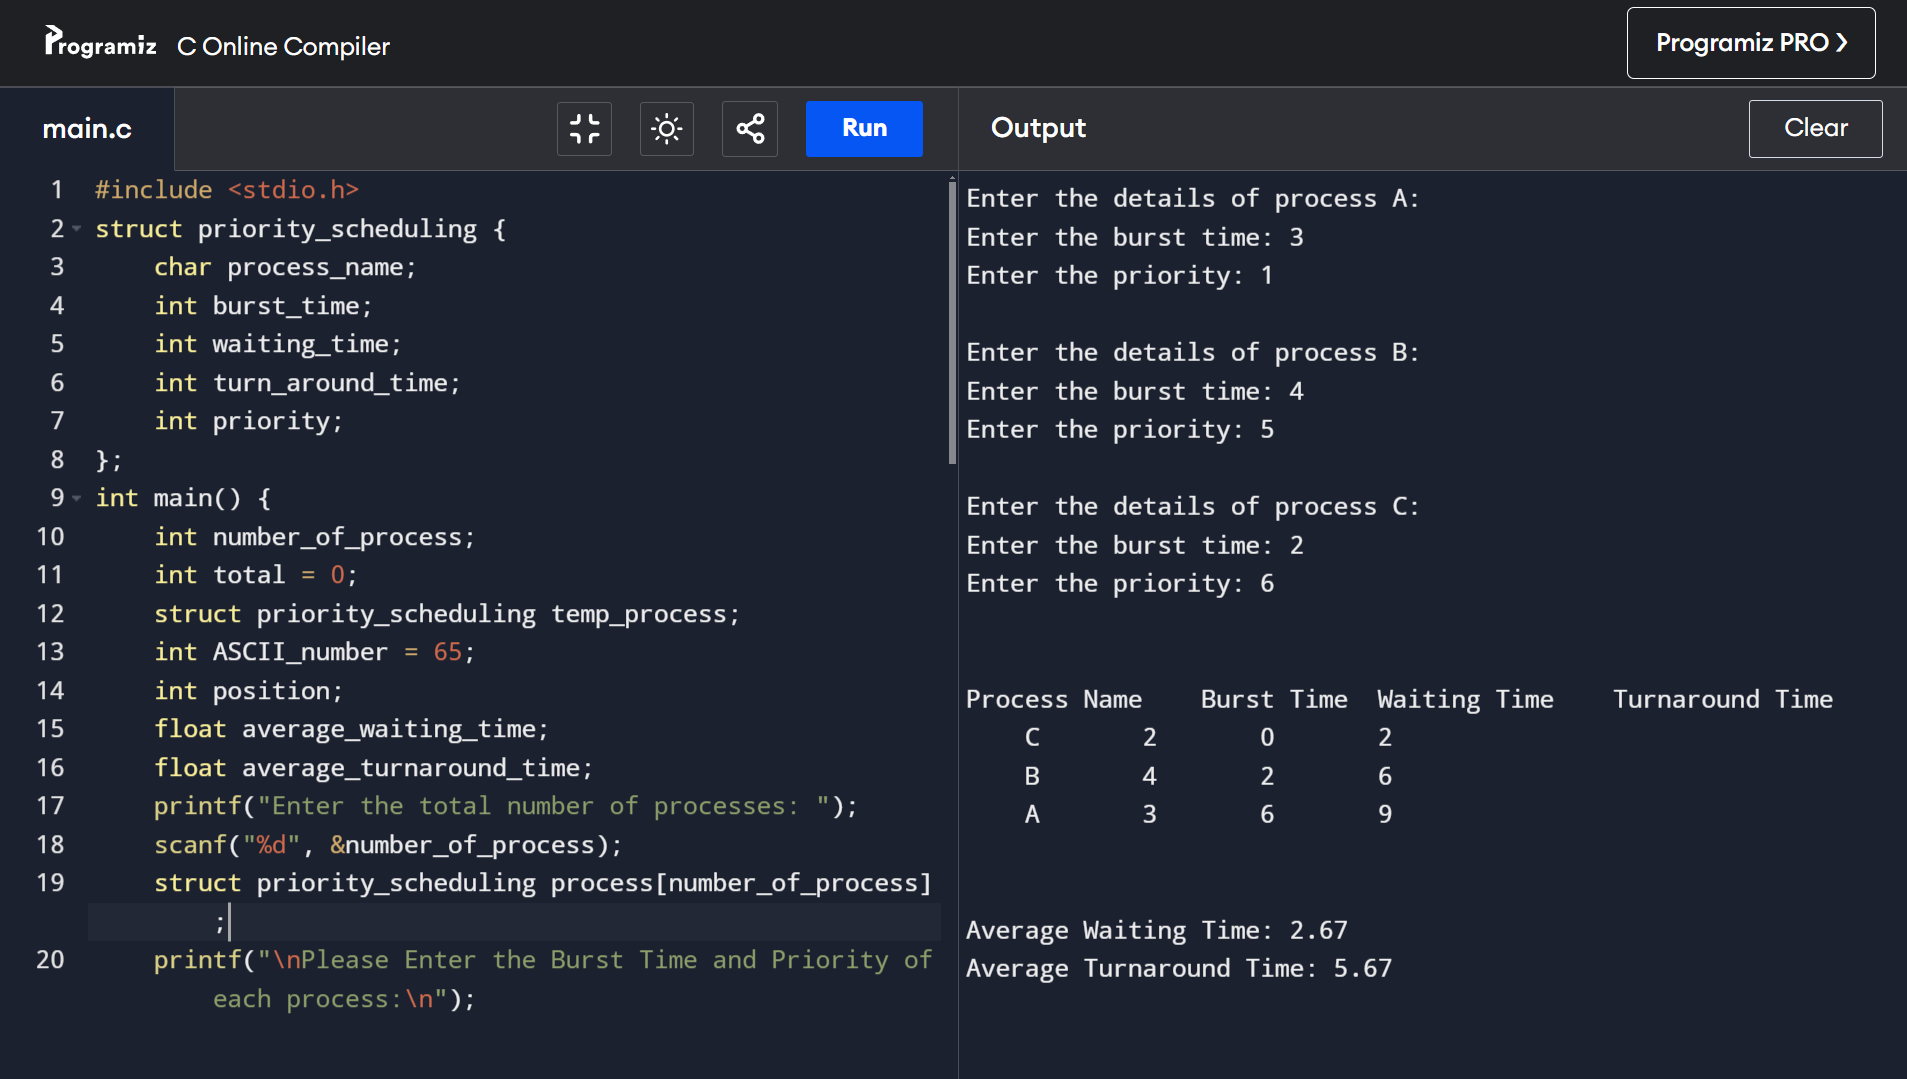 Programiz C Online Compiler
Programiz PRO ❯
main.c
Run
Output
Clear
1 #include <stdio.h>
2 struct priority_scheduling {
3     char process_name;
4     int burst_time;
5     int waiting_time;
6     int turn_around_time;
7     int priority;
8 };
9 int main() {
10     int number_of_process;
11     int total = 0;
12     struct priority_scheduling temp_process;
13     int ASCII_number = 65;
14     int position;
15     float average_waiting_time;
16     float average_turnaround_time;
17     printf("Enter the total number of processes: ");
18     scanf("%d", &number_of_process);
19     struct priority_scheduling process[number_of_process]
;
20     printf("\nPlease Enter the Burst Time and Priority of
each process:\n");
Enter the details of process A:
Enter the burst time: 3
Enter the priority: 1
Enter the details of process B:
Enter the burst time: 4
Enter the priority: 5
Enter the details of process C:
Enter the burst time: 2
Enter the priority: 6
Process Name    Burst Time  Waiting Time    Turnaround Time
C       2       0       2
B       4       2       6
A       3       6       9
Average Waiting Time: 2.67
Average Turnaround Time: 5.67